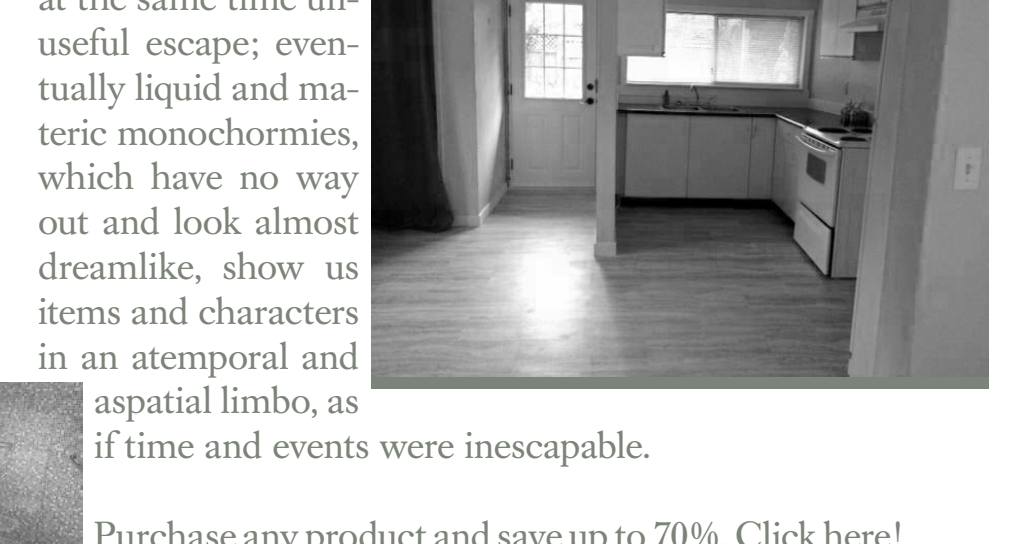 at the same time un-
useful escape; even-
tually liquid and ma-
teric monochormies,
which have no way
out and look almost
dreamlike, show us
items and characters
in an atemporal and
aspatial limbo, as
if time and events were inescapable.
Purchase any product and save up to 70%. Click here!